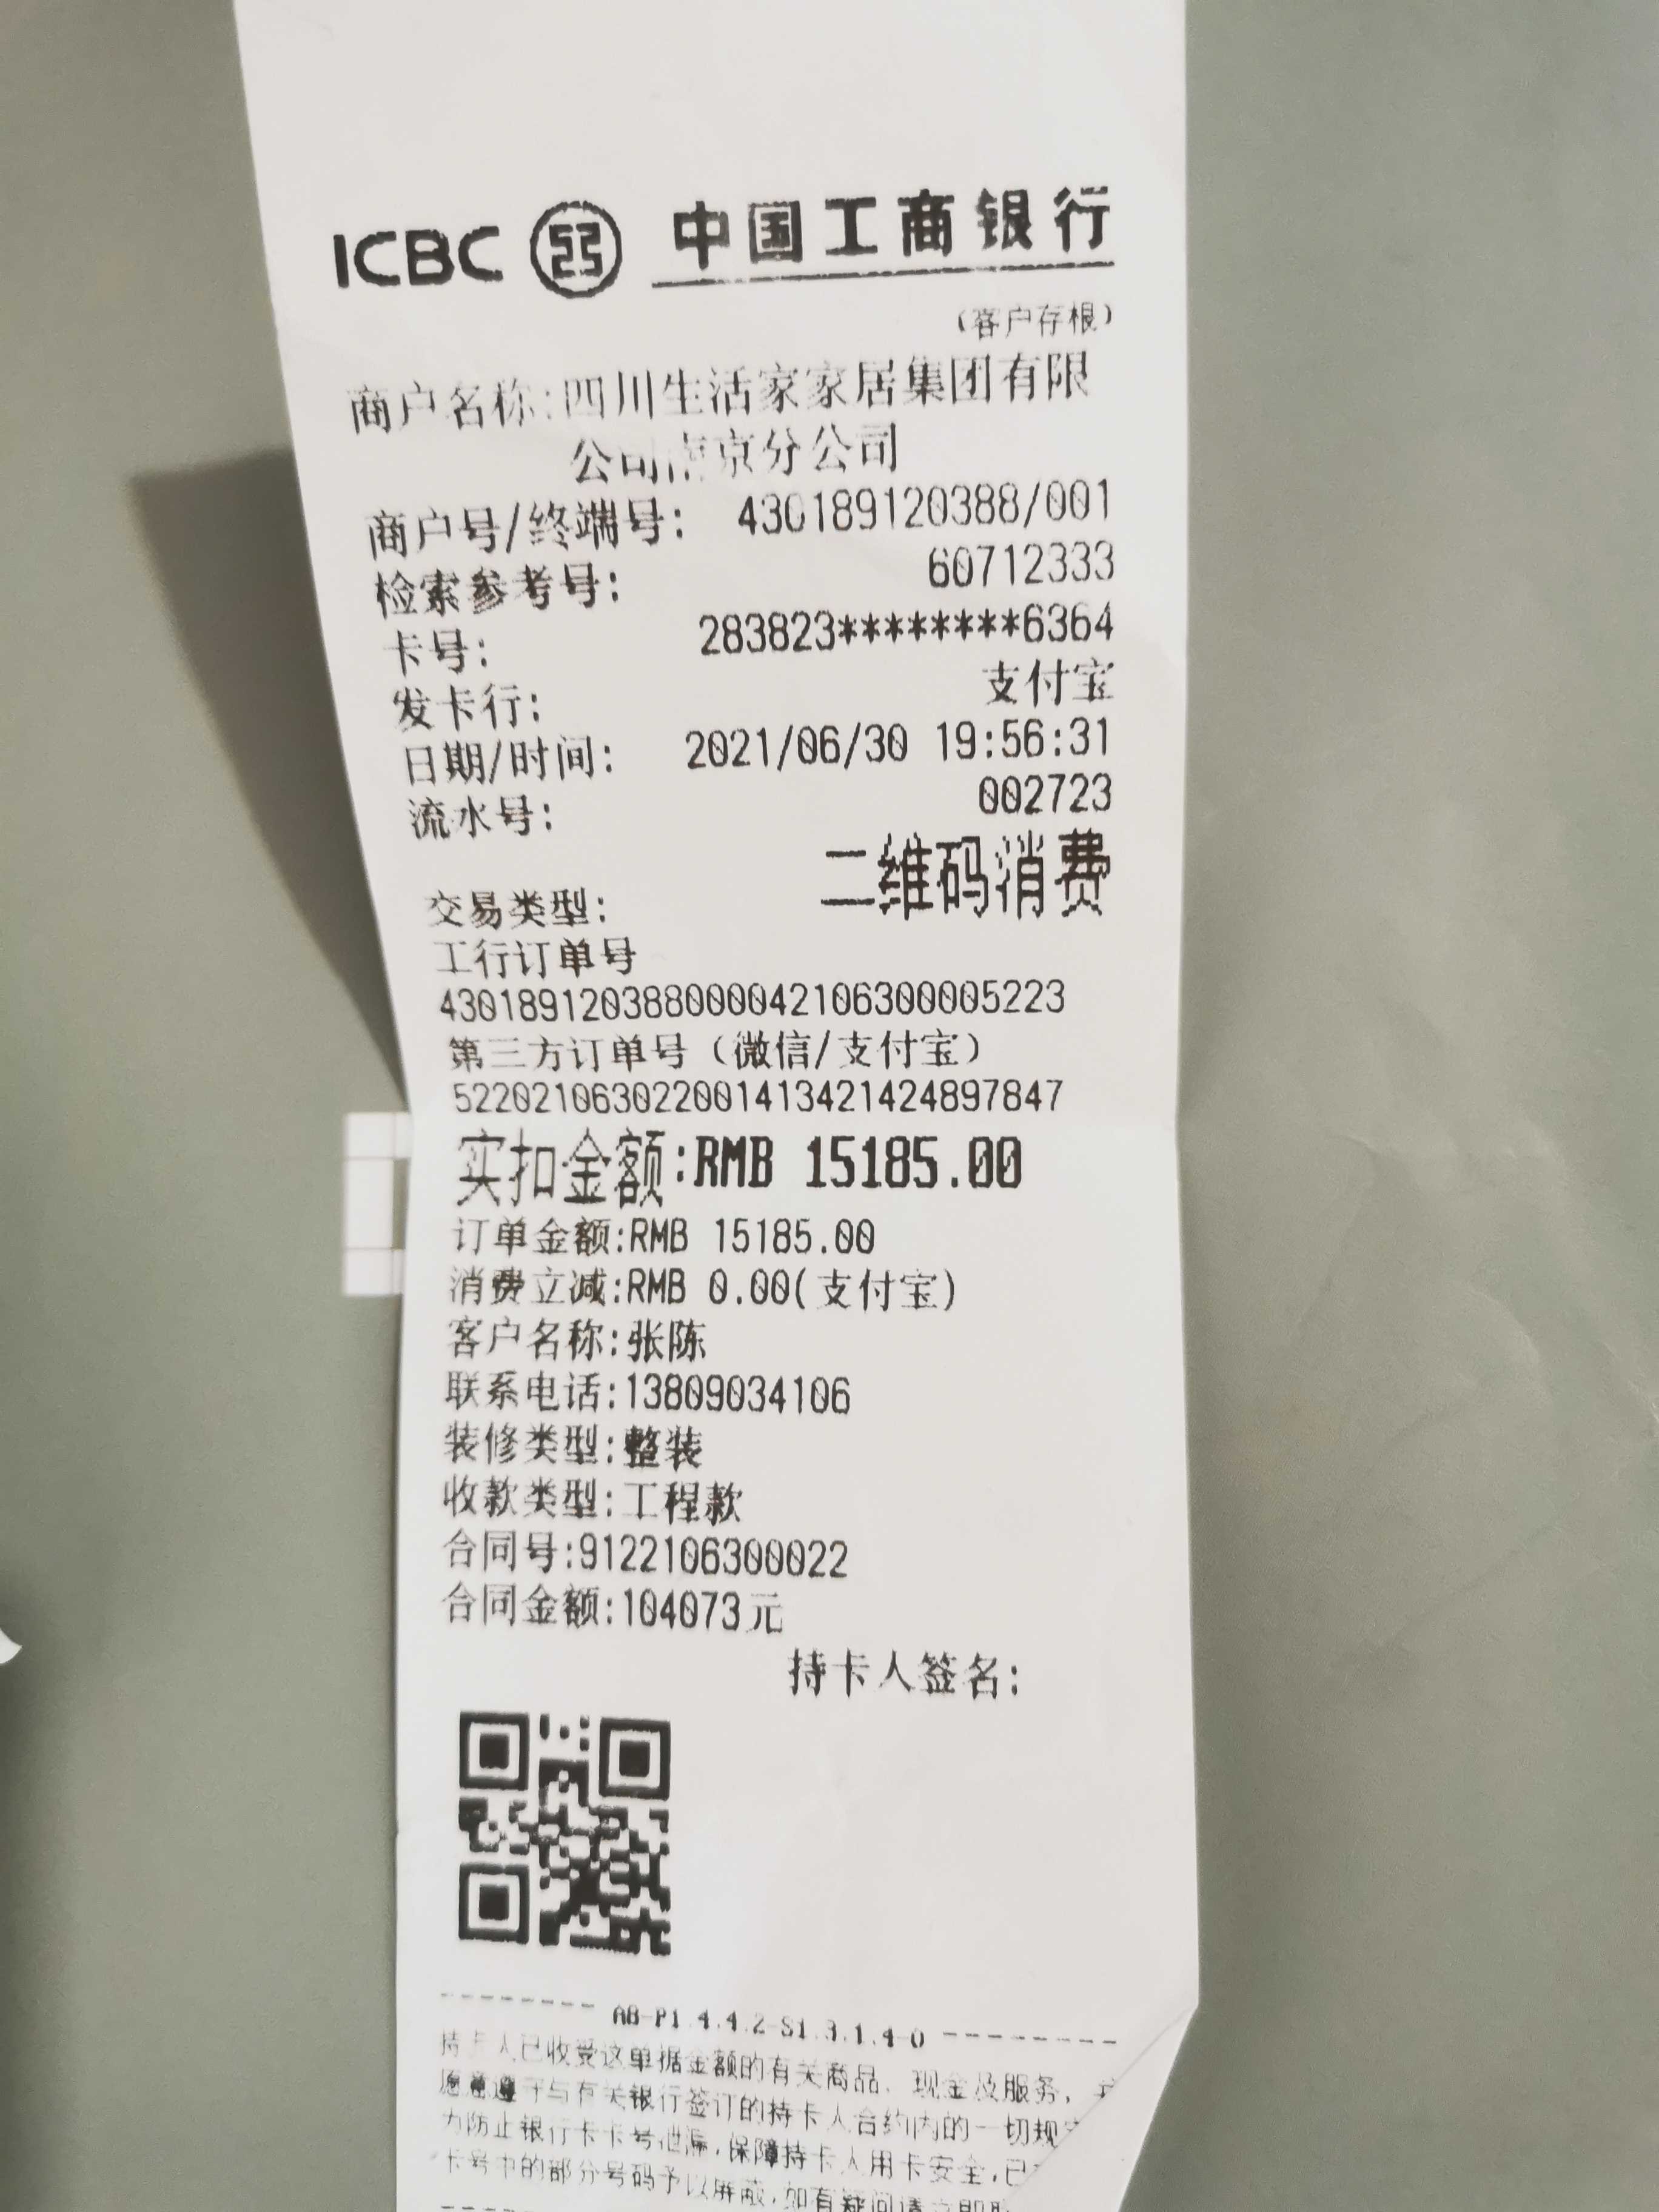 ICBC 中国工商银行
(客户存根)
商户名称:四川生活家家居集团有限
公司南京分公司
商户号/终端号: 430189120388/001
检索参考号: 60712333
卡号: 283823********6364
发卡行: 支付宝
日期/时间: 2021/06/30 19:56:31
流水号: 002723
交易类型: 二维码消费
工行订单号
430189120388000042106300005223
第三方订单号（微信/支付宝）
522021063022001413421424897847
实扣金额:RMB 15185.00
订单金额:RMB 15185.00
消费立减:RMB 0.00(支付宝)
客户名称:张陈
联系电话:13809034106
装修类型:整装
收款类型:工程款
合同号:9122106300022
合同金额:104073元
持卡人签名:
-------- AB-P1.4.4.2-S1.3.1.4-0 --------
持卡人已收受这单据金额的有关商品、现金及服务,
愿意遵守与有关银行签订的持卡人合约内的一切规
为防止银行卡卡号泄漏,保障持卡人用卡安全,已
卡号中的部分号码予以屏蔽,如有疑问请立即